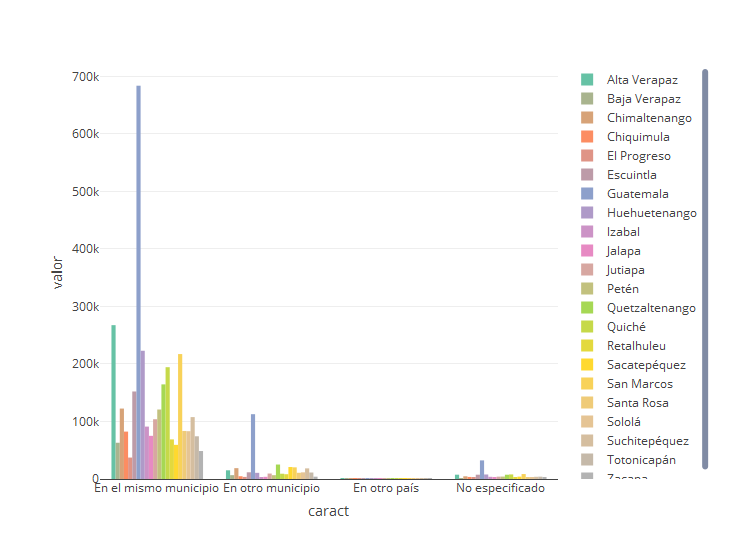 700k
600k
500k
400k
300k
200k
100k
0
valor
En el mismo municipio
En otro municipio
En otro país
No especificado
caract
Alta Verapaz
Baja Verapaz
Chimaltenango
Chiquimula
El Progreso
Escuintla
Guatemala
Huehuetenango
Izabal
Jalapa
Jutiapa
Petén
Quetzaltenango
Quiché
Retalhuleu
Sacatepéquez
San Marcos
Santa Rosa
Sololá
Suchitepéquez
Totonicapán
Zacapa